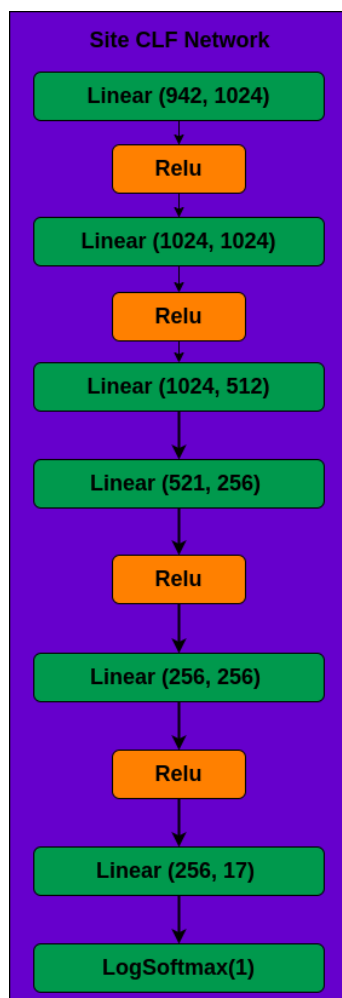 Site CLF Network
Linear (942, 1024)
Relu
Linear (1024, 1024)
Relu
Linear (1024, 512)
Linear (521, 256)
Relu
Linear (256, 256)
Relu
Linear (256, 17)
LogSoftmax(1)